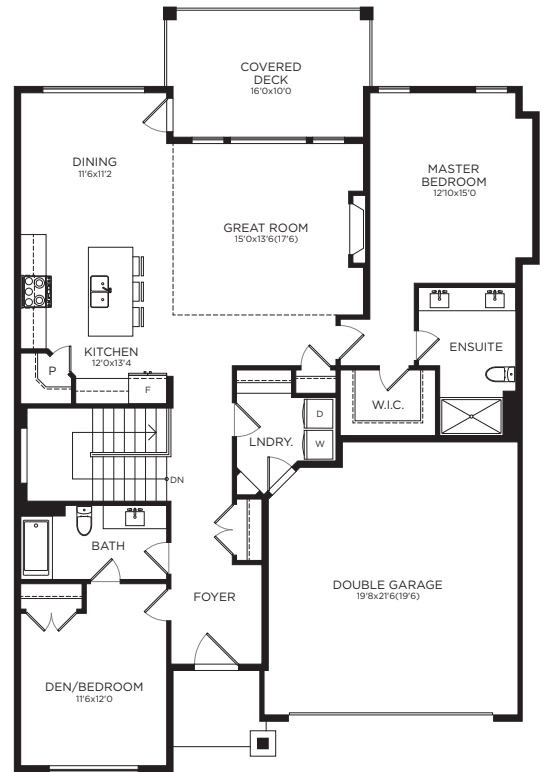 COVERED
DECK
16'0x10'0
DINING
11'6x11'2
MASTER
BEDROOM
12'10x15'0
GREAT ROOM
15'0x13'6(17'6)
KITCHEN
12'0x13'4
ENSUITE
P
F
W.I.C.
D
LNDRY.
W
DN
BATH
FOYER
DOUBLE GARAGE
19'8x21'6(19'6)
DEN/BEDROOM
11'6x12'0